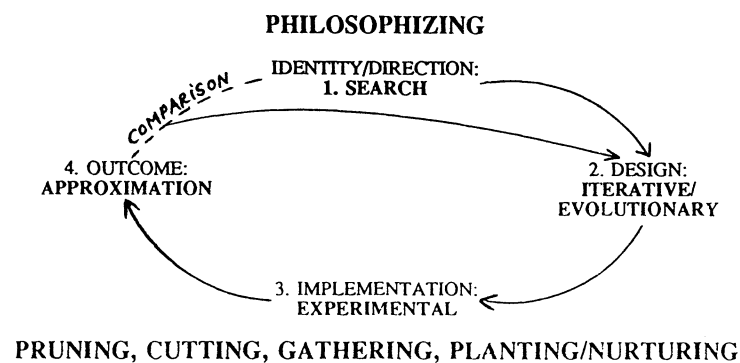 PHILOSOPHIZING
IDENTITY/DIRECTION:
1. SEARCH
COMPARISON
4. OUTCOME:
APPROXIMATION
2. DESIGN:
ITERATIVE/
EVOLUTIONARY
3. IMPLEMENTATION:
EXPERIMENTAL
PRUNING, CUTTING, GATHERING, PLANTING/NURTURING